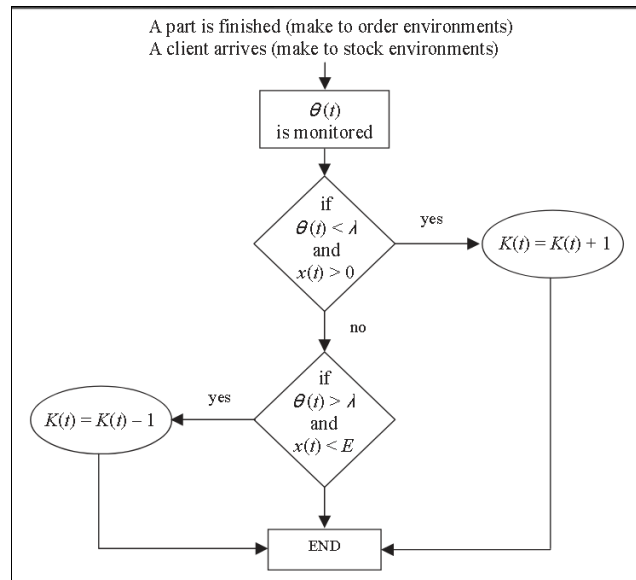 A part is finished (make to order environments)
A client arrives (make to stock environments)
θ(t)
is monitored
if
θ(t) < λ
and
x(t) > 0
yes
K(t) = K(t) + 1
no
if
θ(t) > λ
and
x(t) < E
yes
K(t) = K(t) – 1
END